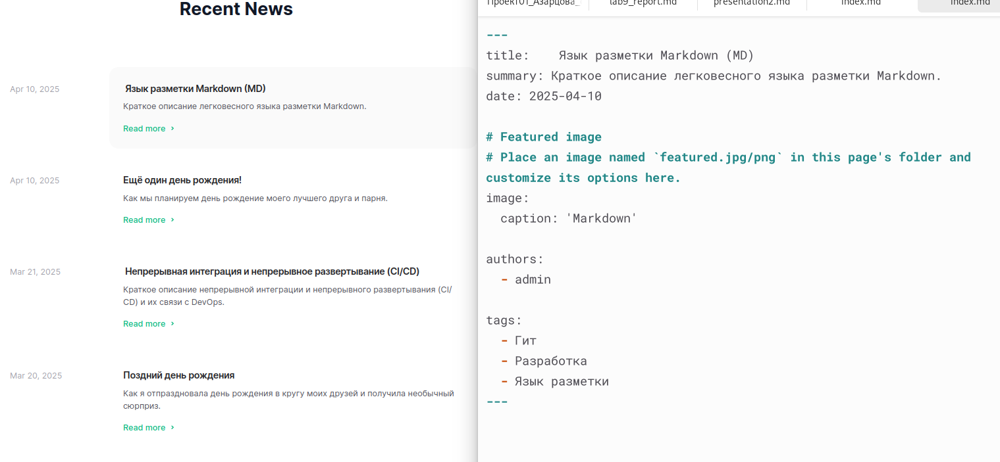 Recent News
Apr 10, 2025
Язык разметки Markdown (MD)
Краткое описание легковесного языка разметки Markdown.
Read more
Apr 10, 2025
Ещё один день рождения!
Как мы планируем день рождение моего лучшего друга и парня.
Read more
Mar 21, 2025
Непрерывная интеграция и непрерывное развертывание (CI/CD)
Краткое описание непрерывной интеграции и непрерывного развертывания (CI/
CD) и их связи с DevOps.
Read more
Mar 20, 2025
Поздний день рождения
Как я отпраздновала день рождения в кругу моих друзей и получила необычный
сюрприз.
Read more
Проект01_Азарцова_
lab9_report.md
presentation2.md
index.md
index.md
---
title:    Язык разметки Markdown (MD)
summary: Краткое описание легковесного языка разметки Markdown.
date: 2025-04-10
# Featured image
# Place an image named `featured.jpg/png` in this page's folder and
customize its options here.
image:
  caption: 'Markdown'
authors:
  - admin
tags:
  - Гит
  - Разработка
  - Язык разметки
---